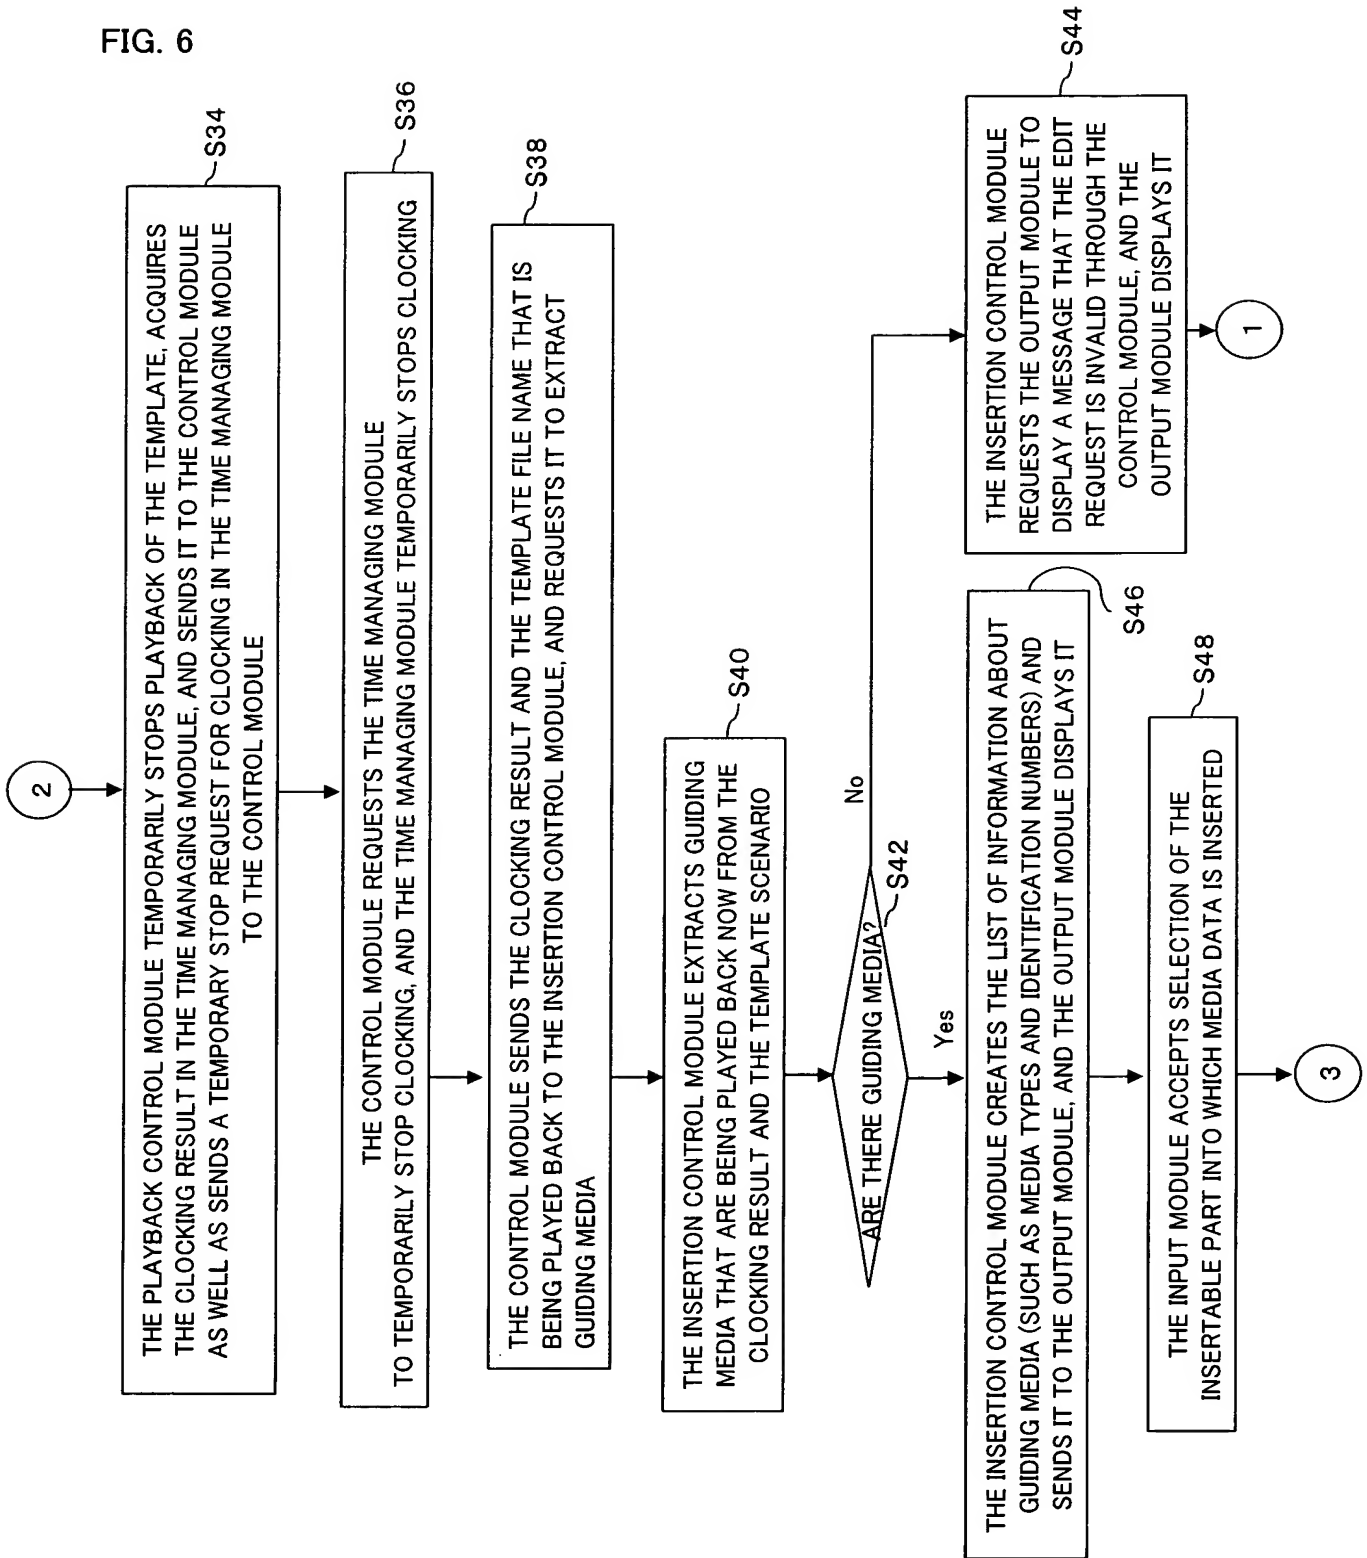 FIG. 6
2
THE PLAYBACK CONTROL MODULE TEMPORARILY STOPS PLAYBACK OF THE TEMPLATE, ACQUIRES
THE CLOCKING RESULT IN THE TIME MANAGING MODULE, AND SENDS IT TO THE CONTROL MODULE
AS WELL AS SENDS A TEMPORARY STOP REQUEST FOR CLOCKING IN THE TIME MANAGING MODULE
TO THE CONTROL MODULE
S34
THE CONTROL MODULE REQUESTS THE TIME MANAGING MODULE
TO TEMPORARILY STOP CLOCKING, AND THE TIME MANAGING MODULE TEMPORARILY STOPS CLOCKING
S36
THE CONTROL MODULE SENDS THE CLOCKING RESULT AND THE TEMPLATE FILE NAME THAT IS
BEING PLAYED BACK TO THE INSERTION CONTROL MODULE, AND REQUESTS IT TO EXTRACT
GUIDING MEDIA
S38
THE INSERTION CONTROL MODULE EXTRACTS GUIDING
MEDIA THAT ARE BEING PLAYED BACK NOW FROM THE
CLOCKING RESULT AND THE TEMPLATE SCENARIO
S40
ARE THERE GUIDING MEDIA?
S42
No
Yes
THE INSERTION CONTROL MODULE
REQUESTS THE OUTPUT MODULE TO
DISPLAY A MESSAGE THAT THE EDIT
REQUEST IS INVALID THROUGH THE
CONTROL MODULE, AND THE
OUTPUT MODULE DISPLAYS IT
S44
1
THE INSERTION CONTROL MODULE CREATES THE LIST OF INFORMATION ABOUT
GUIDING MEDIA (SUCH AS MEDIA TYPES AND IDENTIFICATION NUMBERS) AND
SENDS IT TO THE OUTPUT MODULE, AND THE OUTPUT MODULE DISPLAYS IT
S46
THE INPUT MODULE ACCEPTS SELECTION OF THE
INSERTABLE PART INTO WHICH MEDIA DATA IS INSERTED
S48
3